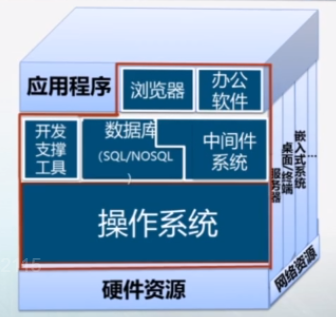 应用程序
浏览器
办公
软件
开发
支撑
工具
数据库
(SQL/NOSQL
)
中间件
系统
操作系统
硬件资源
服务器
桌面终端
嵌入式系统
...
网络资源